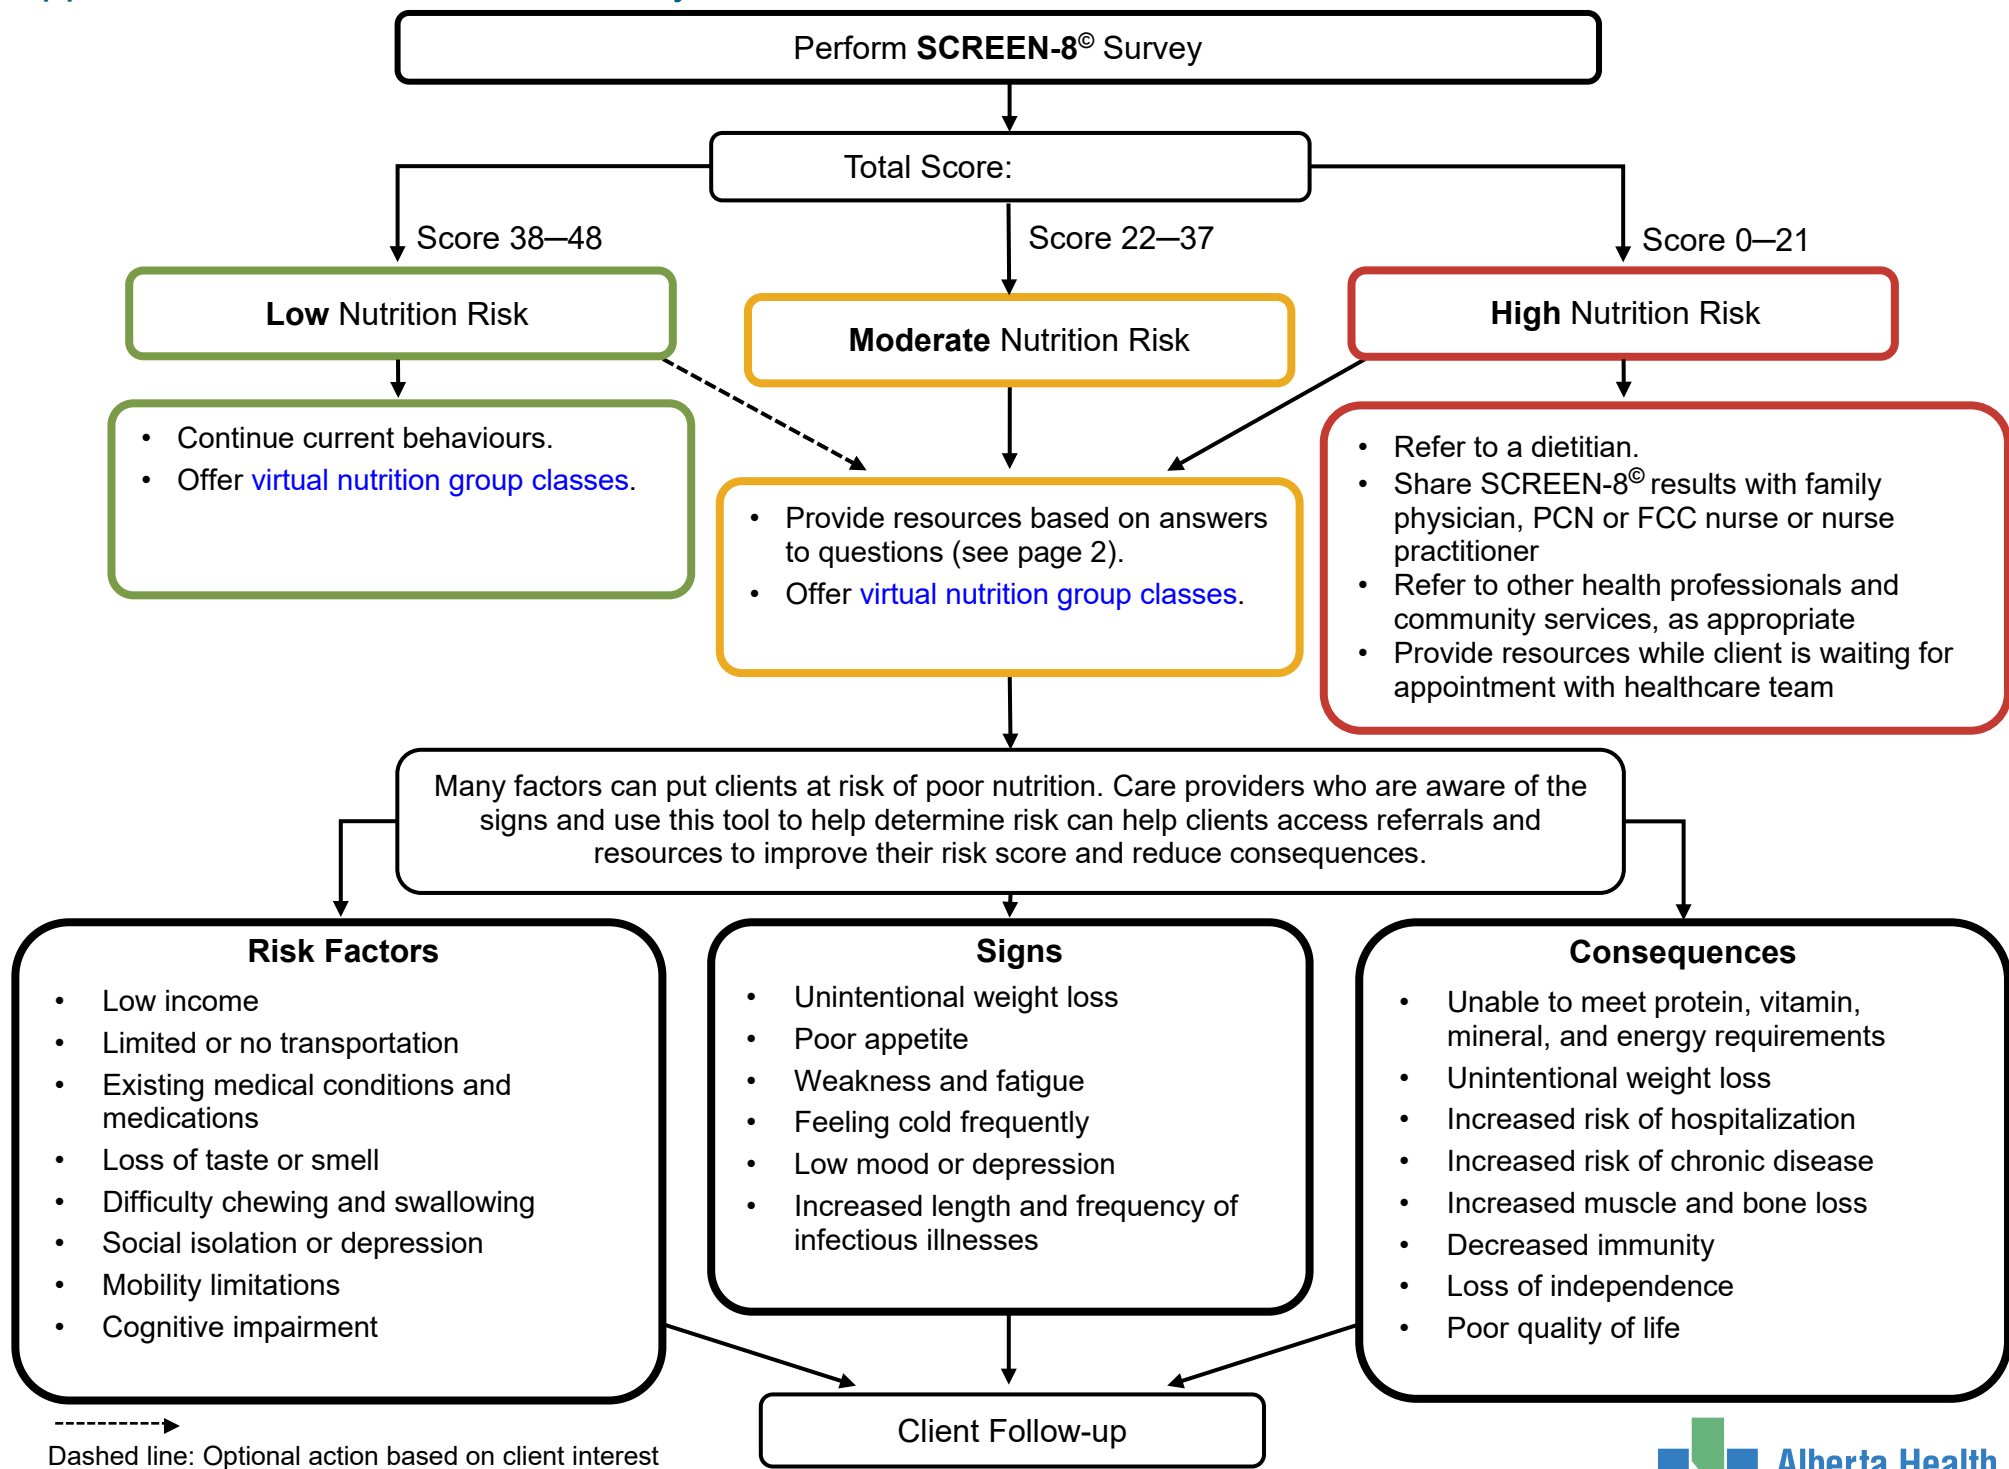 Perform SCREEN-8© Survey
Total Score:
Score 38–48
Score 22–37
Score 0–21
Low Nutrition Risk
Moderate Nutrition Risk
High Nutrition Risk
• Continue current behaviours.
• Offer virtual nutrition group classes.
• Provide resources based on answers
to questions (see page 2).
• Offer virtual nutrition group classes.
• Refer to a dietitian.
• Share SCREEN-8© results with family
physician, PCN or FCC nurse or nurse
practitioner
• Refer to other health professionals and
community services, as appropriate
• Provide resources while client is waiting for
appointment with healthcare team
Many factors can put clients at risk of poor nutrition. Care providers who are aware of the
signs and use this tool to help determine risk can help clients access referrals and
resources to improve their risk score and reduce consequences.
Risk Factors
• Low income
• Limited or no transportation
• Existing medical conditions and
medications
• Loss of taste or smell
• Difficulty chewing and swallowing
• Social isolation or depression
• Mobility limitations
• Cognitive impairment
Signs
• Unintentional weight loss
• Poor appetite
• Weakness and fatigue
• Feeling cold frequently
• Low mood or depression
• Increased length and frequency of
infectious illnesses
Consequences
• Unable to meet protein, vitamin,
mineral, and energy requirements
• Unintentional weight loss
• Increased risk of hospitalization
• Increased risk of chronic disease
• Increased muscle and bone loss
• Decreased immunity
• Loss of independence
• Poor quality of life
Client Follow-up
Dashed line: Optional action based on client interest
Alberta Health